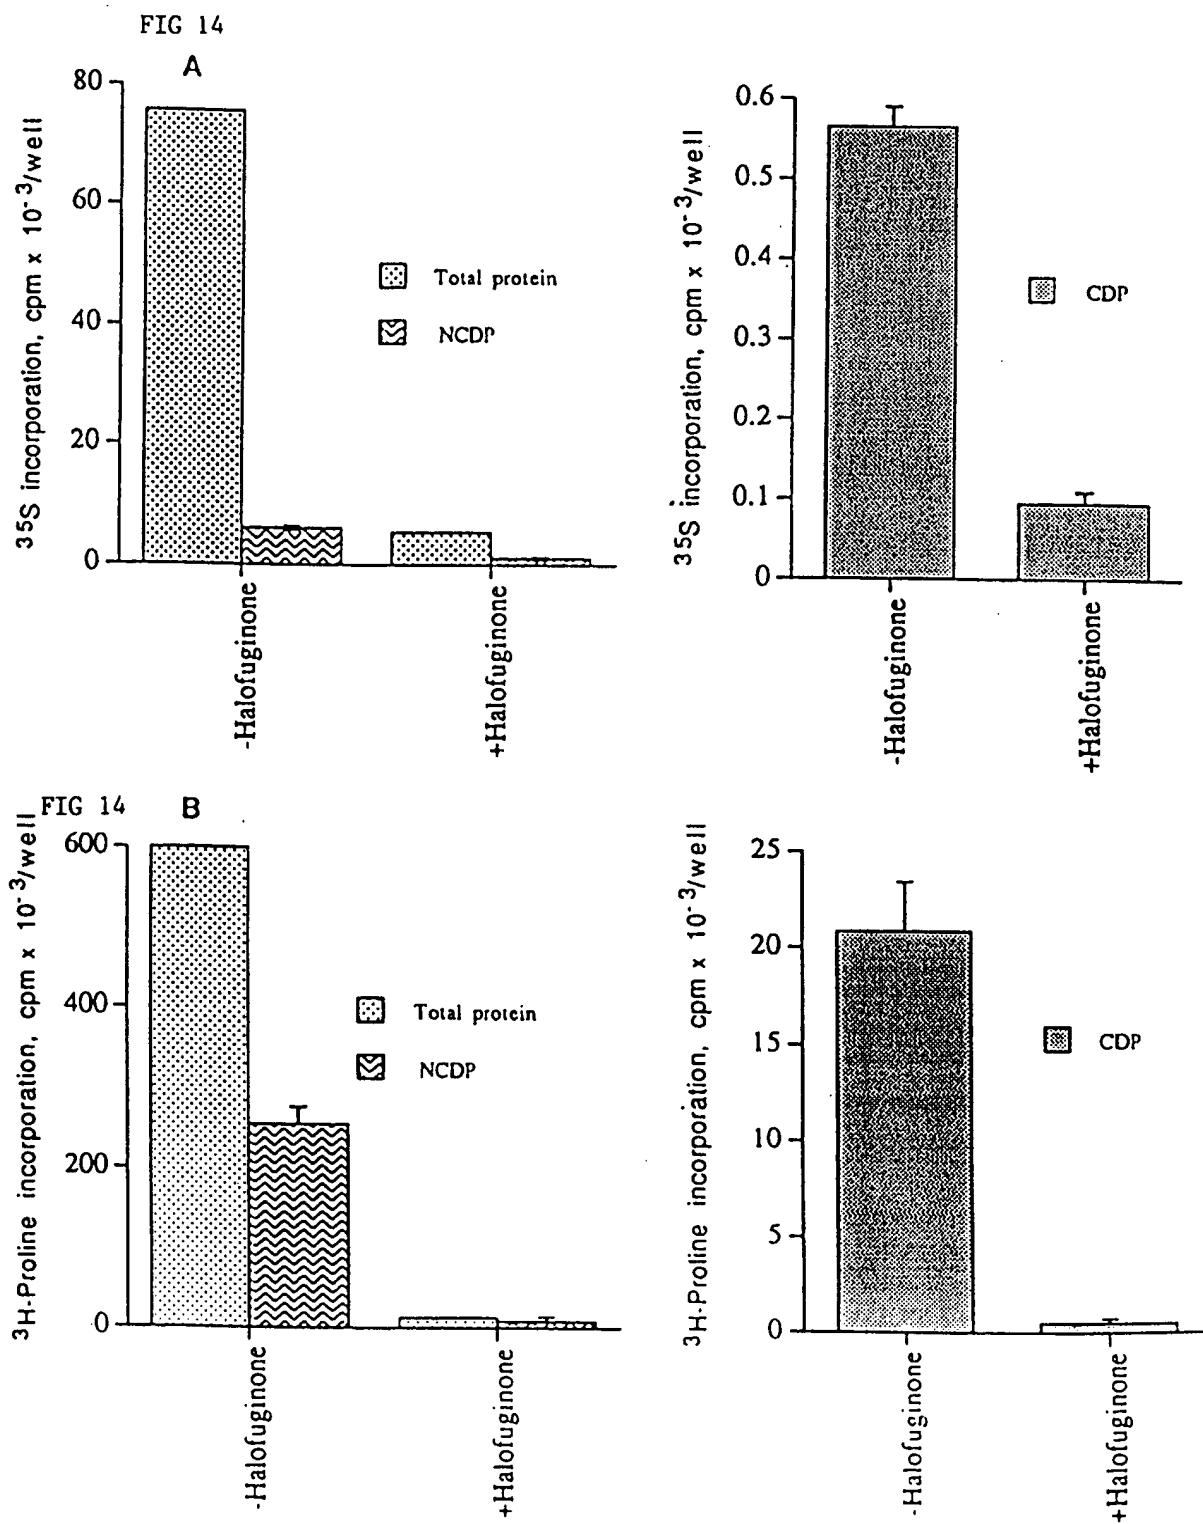 FIG 14
A
80
60
40
20
0
35S incorporation, cpm x 10-3/well
Total protein
NCDP
-Halofuginone
+Halofuginone
0.6
0.5
0.4
0.3
0.2
0.1
0
35S incorporation, cpm x 10-3/well
CDP
-Halofuginone
+Halofuginone
FIG 14
B
600
400
200
0
3H-Proline incorporation, cpm x 10-3/well
Total protein
NCDP
-Halofuginone
+Halofuginone
25
20
15
10
5
0
3H-Proline incorporation, cpm x 10-3/well
CDP
-Halofuginone
+Halofuginone